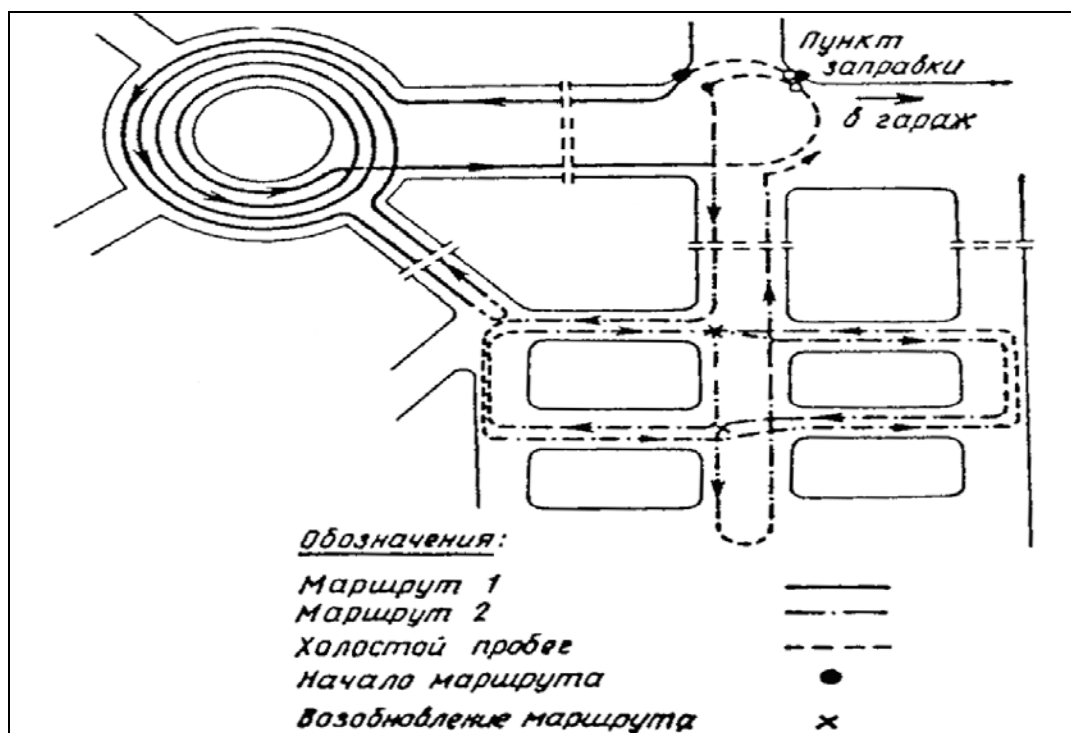 Пункт
заправки
в гараж
Обозначения:
Маршрут 1
Маршрут 2
Холостой пробег
Начало маршрута
Возобновление маршрута